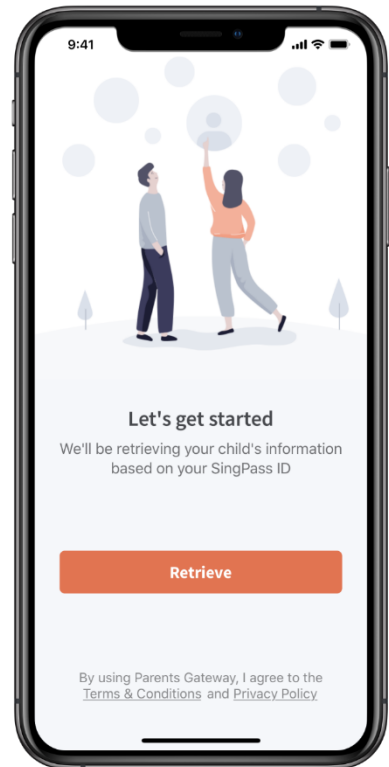 9:41
Let's get started
We'll be retrieving your child's information
based on your SingPass ID
Retrieve
By using Parents Gateway, I agree to the
Terms & Conditions and Privacy Policy